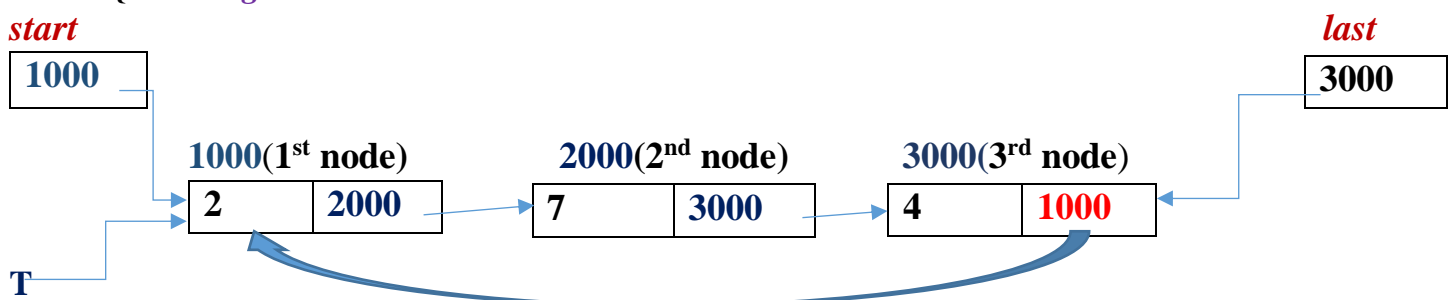 start
last
1000
3000
1000(1st node)
2000(2nd node)
3000(3rd node)
2 2000
7 3000
4 1000
T